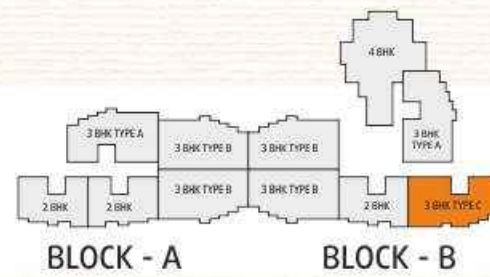 4 BHK
3 BHK TYPE A
3 BHK TYPE B
3 BHK TYPE B
3 BHK
TYPE A
3 BHK TYPE B
3 BHK TYPE B
2 BHK
2 BHK
2 BHK
3 BHK TYPE C
BLOCK - A
BLOCK - B